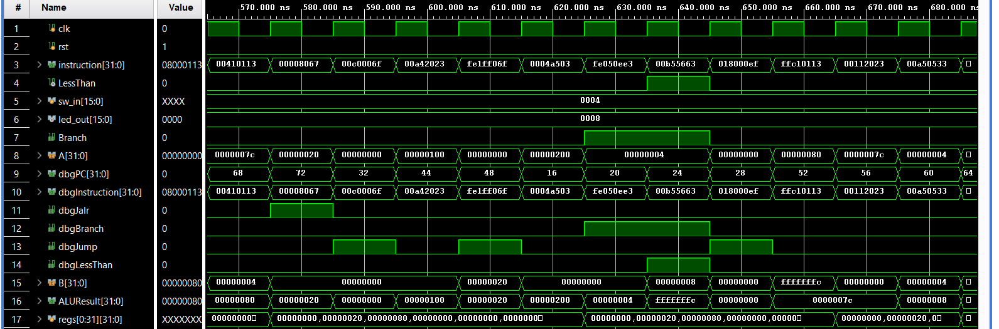 # Name Value 570.000 ns 580.000 ns 590.000 ns 600.000 ns 610.000 ns 620.000 ns 630.000 ns 640.000 ns 650.000 ns 660.000 ns 670.000 ns 680.000 ns
1 clk 0
2 rst 1
3 instruction[31:0] 08000113 00410113 00008067 00c0006f 00a42023 fe1ff06f 0004a503 fe050ee3 00b55663 018000ef ffc10113 00112023 00a50533
4 LessThan 0
5 sw_in[15:0] XXXX 0004
6 led_out[15:0] 0000 0008
7 Branch 0
8 A[31:0] 00000000 0000007c 00000020 00000000 00000100 00000000 00000200 00000004 00000000 00000080 0000007c 00000004
9 dbgPC[31:0] 0 68 72 32 44 48 16 20 24 28 52 56 60 64
10 dbgInstruction[31:0] 08000113 00410113 00008067 00c0006f 00a42023 fe1ff06f 0004a503 fe050ee3 00b55663 018000ef ffc10113 00112023 00a50533
11 dbgJalr 0
12 dbgBranch 0
13 dbgJump 0
14 dbgLessThan 0
15 B[31:0] 00000080 00000004 00000000 00000020 00000000 00000008 00000000 fffffffc 00000000 00000004
16 ALUResult[31:0] 00000080 00000080 00000020 00000000 00000100 00000020 00000200 00000004 fffffffc 00000000 0000007c 00000008
17 regs[0:31][31:0] XXXXXXX 00000000 00000000,00000020,00000080,00000000,00000000,0000000 00000000,00000020,00000080,00000000,00000 00000000,00000020,0